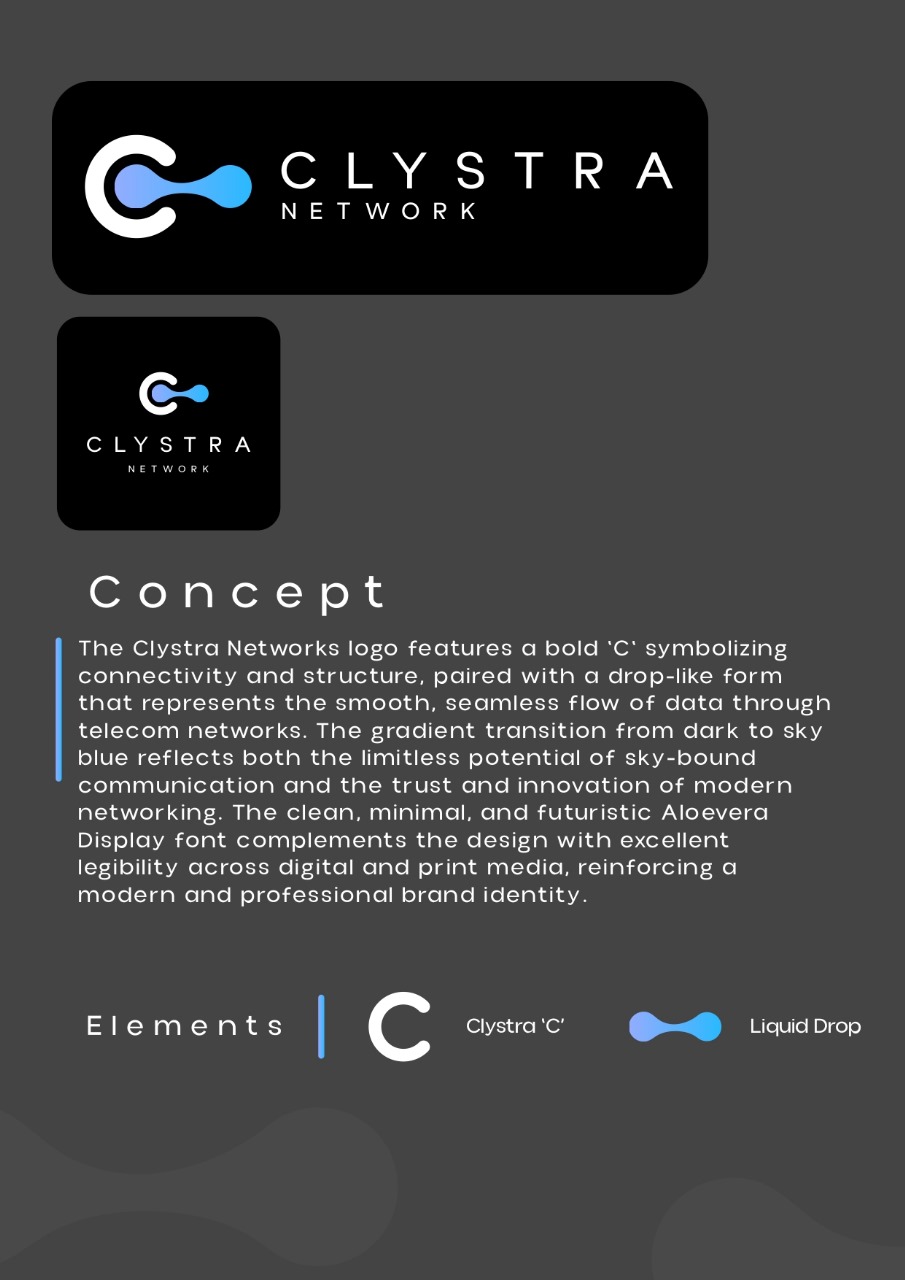 CLYSTRA
NETWORK
CLYSTRA
NETWORK
Concept
The Clystra Networks logo features a bold ‛C‛ symbolizing
connectivity and structure, paired with a drop-like form
that represents the smooth, seamless flow of data through
telecom networks. The gradient transition from dark to sky
blue reflects both the limitless potential of sky-bound
communication and the trust and innovation of modern
networking. The clean, minimal, and futuristic Aloevera
Display font complements the design with excellent
legibility across digital and print media, reinforcing a
modern and professional brand identity.
Elements
Clystra ‛C’
Liquid Drop